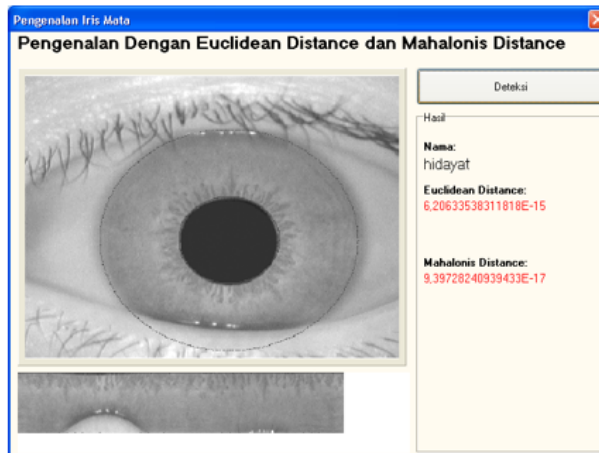 Pengenalan Iris Mata
Pengenalan Dengan Euclidean Distance dan Mahalonis Distance
Deteksi
Hasil
Nama:
hidayat
Euclidean Distance:
6,20633538311818E-15
Mahalonis Distance:
9,39728240939433E-17